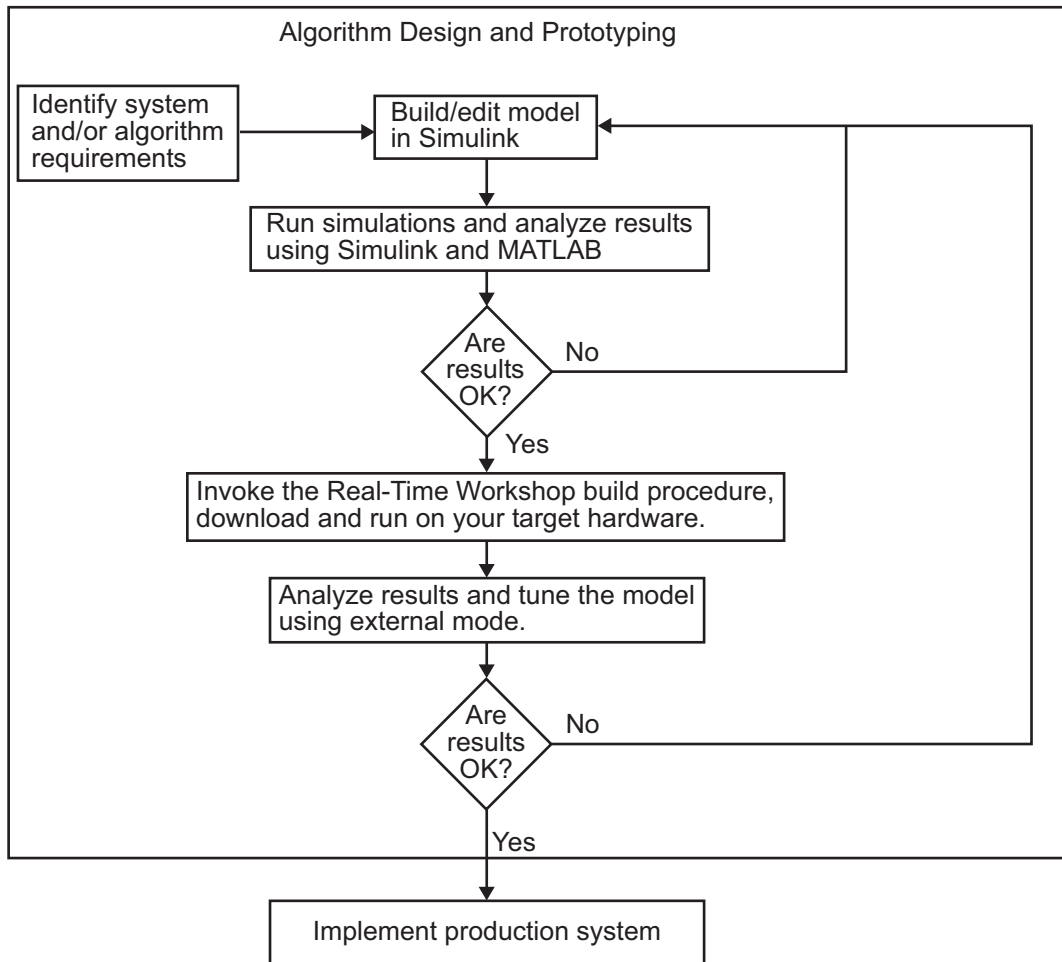 Algorithm Design and Prototyping
Identify system
and/or algorithm
requirements
Build/edit model
in Simulink
Run simulations and analyze results
using Simulink and MATLAB
Are
results
OK?
No
Yes
Invoke the Real-Time Workshop build procedure,
download and run on your target hardware.
Analyze results and tune the model
using external mode.
Are
results
OK?
No
Yes
Implement production system